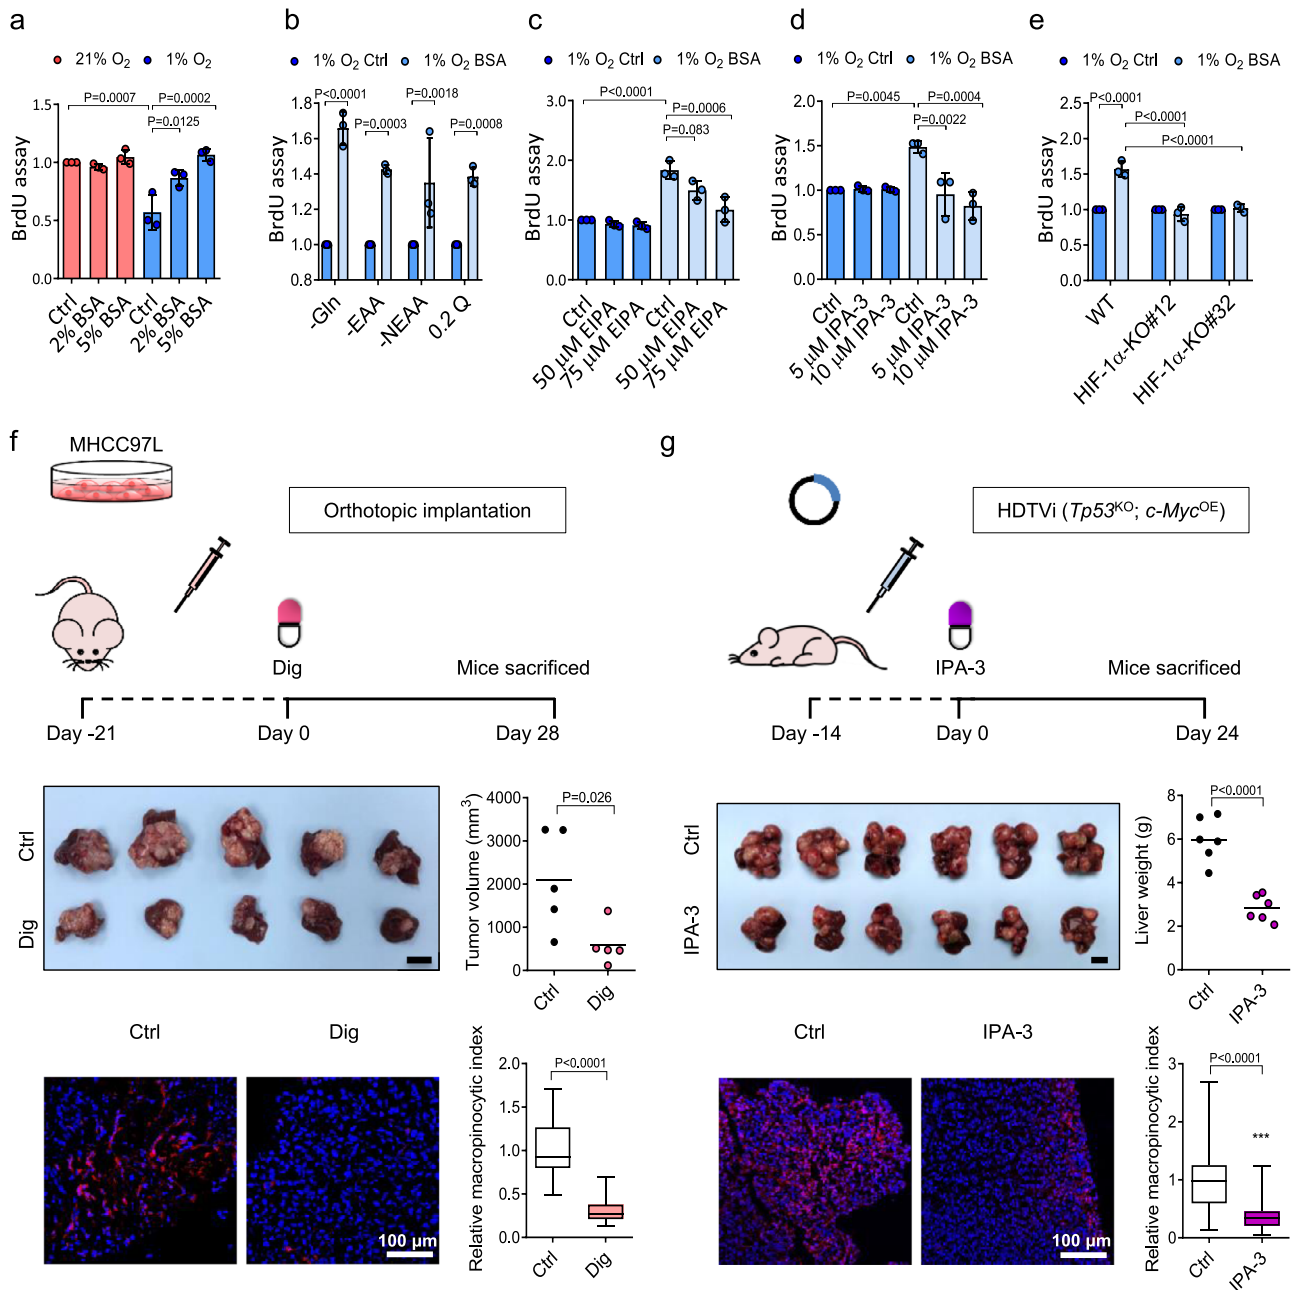 a
21% O₂ 1% O₂
BrdU assay
1.5
1.0
0.5
0.0
P=0.0007 P=0.0002
P=0.0125
Ctrl
2% BSA
5% BSA
Ctrl
2% BSA
5% BSA
b
1% O₂ Ctrl 1% O₂ BSA
BrdU assay
1.8
1.6
1.4
1.2
1.0
0.8
P<0.0001 P=0.0018
P=0.0003 P=0.0008
-Gln
-EAA
-NEAA
0.2 Q
c
1% O₂ Ctrl 1% O₂ BSA
BrdU assay
3.0
2.0
1.0
0.0
P<0.0001
P=0.0006
P=0.083
Ctrl
50 µM EIPA
75 µM EIPA
Ctrl
50 µM EIPA
75 µM EIPA
d
1% O₂ Ctrl 1% O₂ BSA
BrdU assay
2.0
1.5
1.0
0.5
0.0
P=0.0045 P=0.0004
P=0.0022
Ctrl
5 µM IPA-3
10 µM IPA-3
Ctrl
5 µM IPA-3
10 µM IPA-3
e
1% O₂ Ctrl 1% O₂ BSA
BrdU assay
2.5
2.0
1.5
1.0
0.5
0.0
P<0.0001
P<0.0001
P<0.0001
WT
HIF-1α-KO#12
HIF-1α-KO#32
f
MHCC97L
Orthotopic implantation
Dig
Mice sacrificed
Day -21 Day 0 Day 28
Ctrl
Dig
Tumor volume (mm³)
4000
3000
2000
1000
0
P=0.026
Ctrl
Dig
Ctrl Dig
100 µm
Relative macropinocytic index
2.0
1.5
1.0
0.5
0.0
P<0.0001
Ctrl
Dig
g
HDTVi (Tp53ᴷᴼ; c-Mycᴼᴱ)
IPA-3
Mice sacrificed
Day -14 Day 0 Day 24
Ctrl
IPA-3
Liver weight (g)
8
6
4
2
0
P<0.0001
Ctrl
IPA-3
Ctrl IPA-3
100 µm
Relative macropinocytic index
3
2
1
0
P<0.0001
***
Ctrl
IPA-3